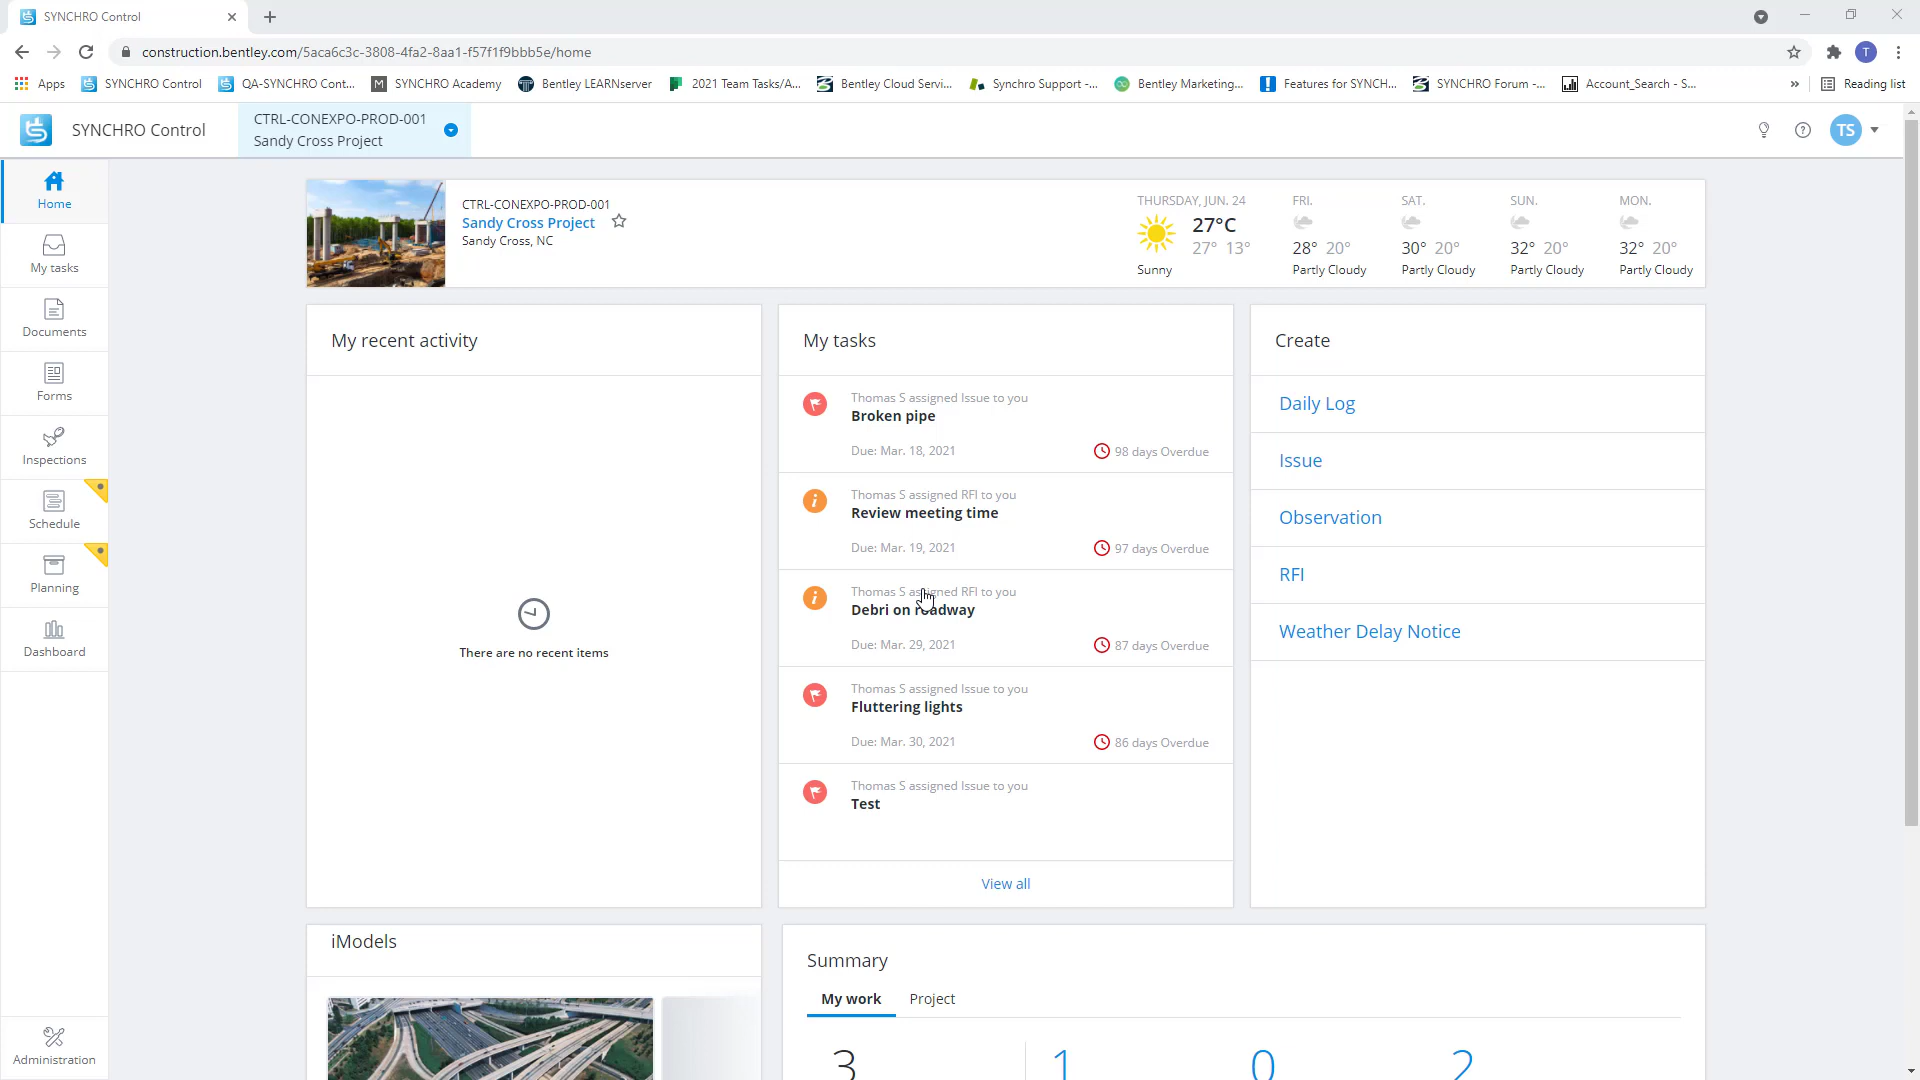 SYNCHRO Control
construction.bentley.com/5aca6c3c-3808-4fa2-8aa1-f57f1f9bbb5e/home
T
Apps
SYNCHRO Control
QA-SYNCHRO Cont...
M
SYNCHRO Academy
Bentley LEARNserver
2021 Team Tasks/A...
Bentley Cloud Servi...
Synchro Support -...
Bentley Marketing...
Features for SYNCH...
SYNCHRO Forum -...
Account_Search - S...
»
Reading list
SYNCHRO Control
CTRL-CONEXPO-PROD-001
Sandy Cross Project
TS
Home
My tasks
Documents
Forms
Inspections
Schedule
Planning
Dashboard
Administration
CTRL-CONEXPO-PROD-001
Sandy Cross Project
Sandy Cross, NC
THURSDAY, JUN. 24
27°C
27° 13°
Sunny
FRI.
28° 20°
Partly Cloudy
SAT.
30° 20°
Partly Cloudy
SUN.
32° 20°
Partly Cloudy
MON.
32° 20°
Partly Cloudy
My recent activity
There are no recent items
My tasks
Thomas S assigned Issue to you
Broken pipe
Due: Mar. 18, 2021
98 days Overdue
Thomas S assigned RFI to you
Review meeting time
Due: Mar. 19, 2021
97 days Overdue
Thomas S assigned RFI to you
Debri on roadway
Due: Mar. 29, 2021
87 days Overdue
Thomas S assigned Issue to you
Fluttering lights
Due: Mar. 30, 2021
86 days Overdue
Thomas S assigned Issue to you
Test
View all
Create
Daily Log
Issue
Observation
RFI
Weather Delay Notice
iModels
Summary
My work
Project
3
1
0
2